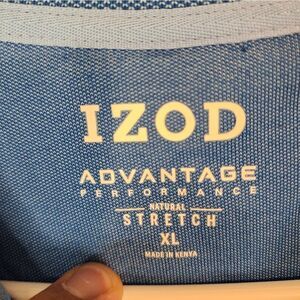 IZOD
ADVANTAGE
PERFORMANCE
NATURAL
STRETCH
XL
MADE IN KENYA